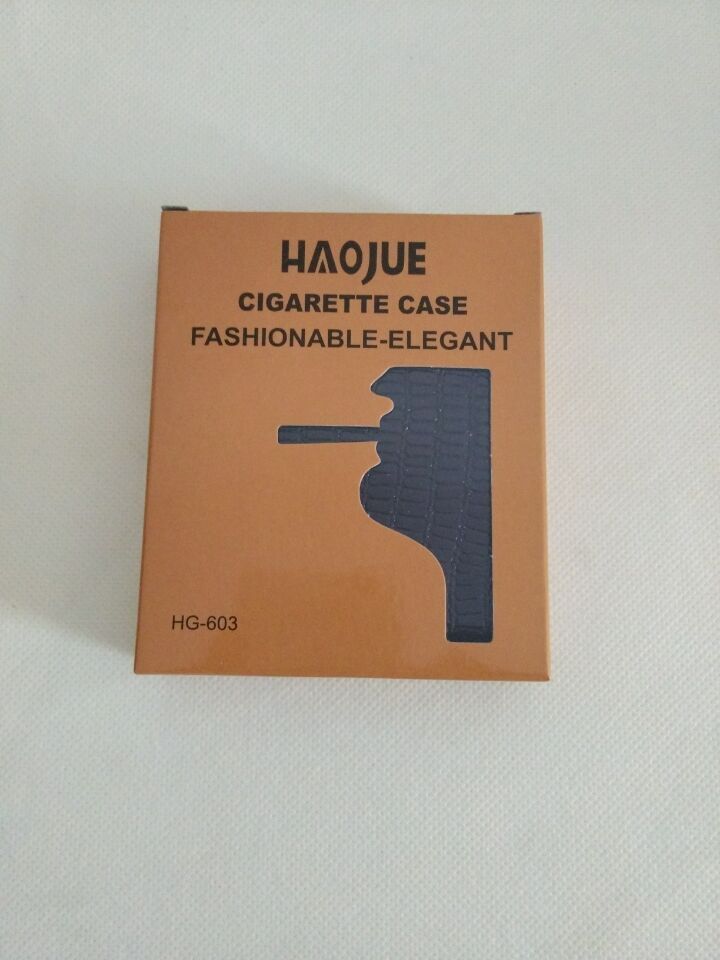 HAOJUE
CIGARETTE CASE
FASHIONABLE-ELEGANT
HG-603